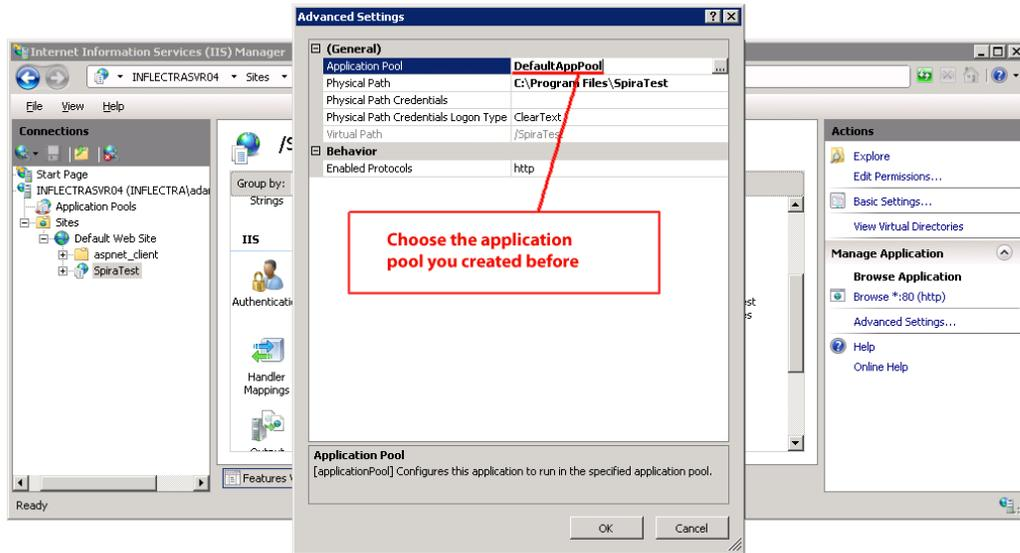 Advanced Settings
Internet Information Services (IIS) Manager
INFLECTRASVR04 Sites
File View Help
Connections
Start Page
INFLECTRASVR04 (INFLECTRA\adar
Application Pools
Sites
Default Web Site
aspnet_client
SpiraTest
Ready
/S
Group by:
Strings
IIS
Authenticati
Handler
Mappings
Features
(General)
Application Pool DefaultAppPool ...
Physical Path C:\Program Files\SpiraTest
Physical Path Credentials
Physical Path Credentials Logon Type ClearText
Virtual Path /SpiraTest
Behavior
Enabled Protocols http
Choose the application
pool you created before
Application Pool
[applicationPool] Configures this application to run in the specified application pool.
OK Cancel
est
Actions
Explore
Edit Permissions...
Basic Settings...
View Virtual Directories
Manage Application
Browse Application
Browse *:80 (http)
Advanced Settings...
Help
Online Help